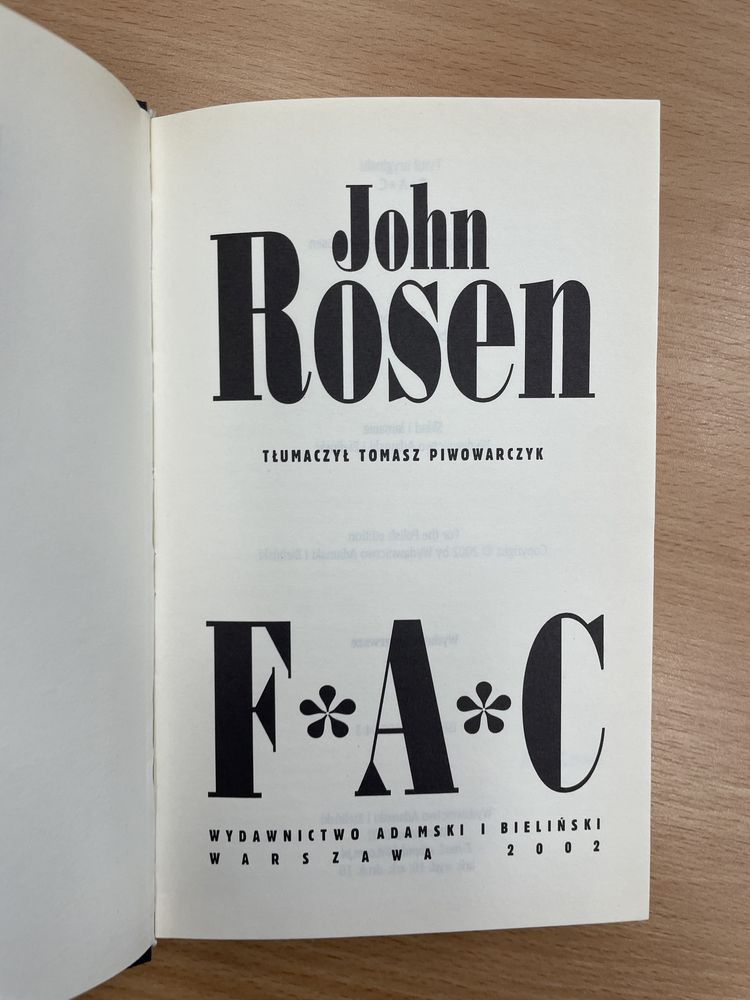 John
Rosen
TŁUMACZYŁ TOMASZ PIWOWARCZYK
F*A*C
WYDAWNICTWO ADAMSKI I BIELIŃSKI
WARSZAWA 2002